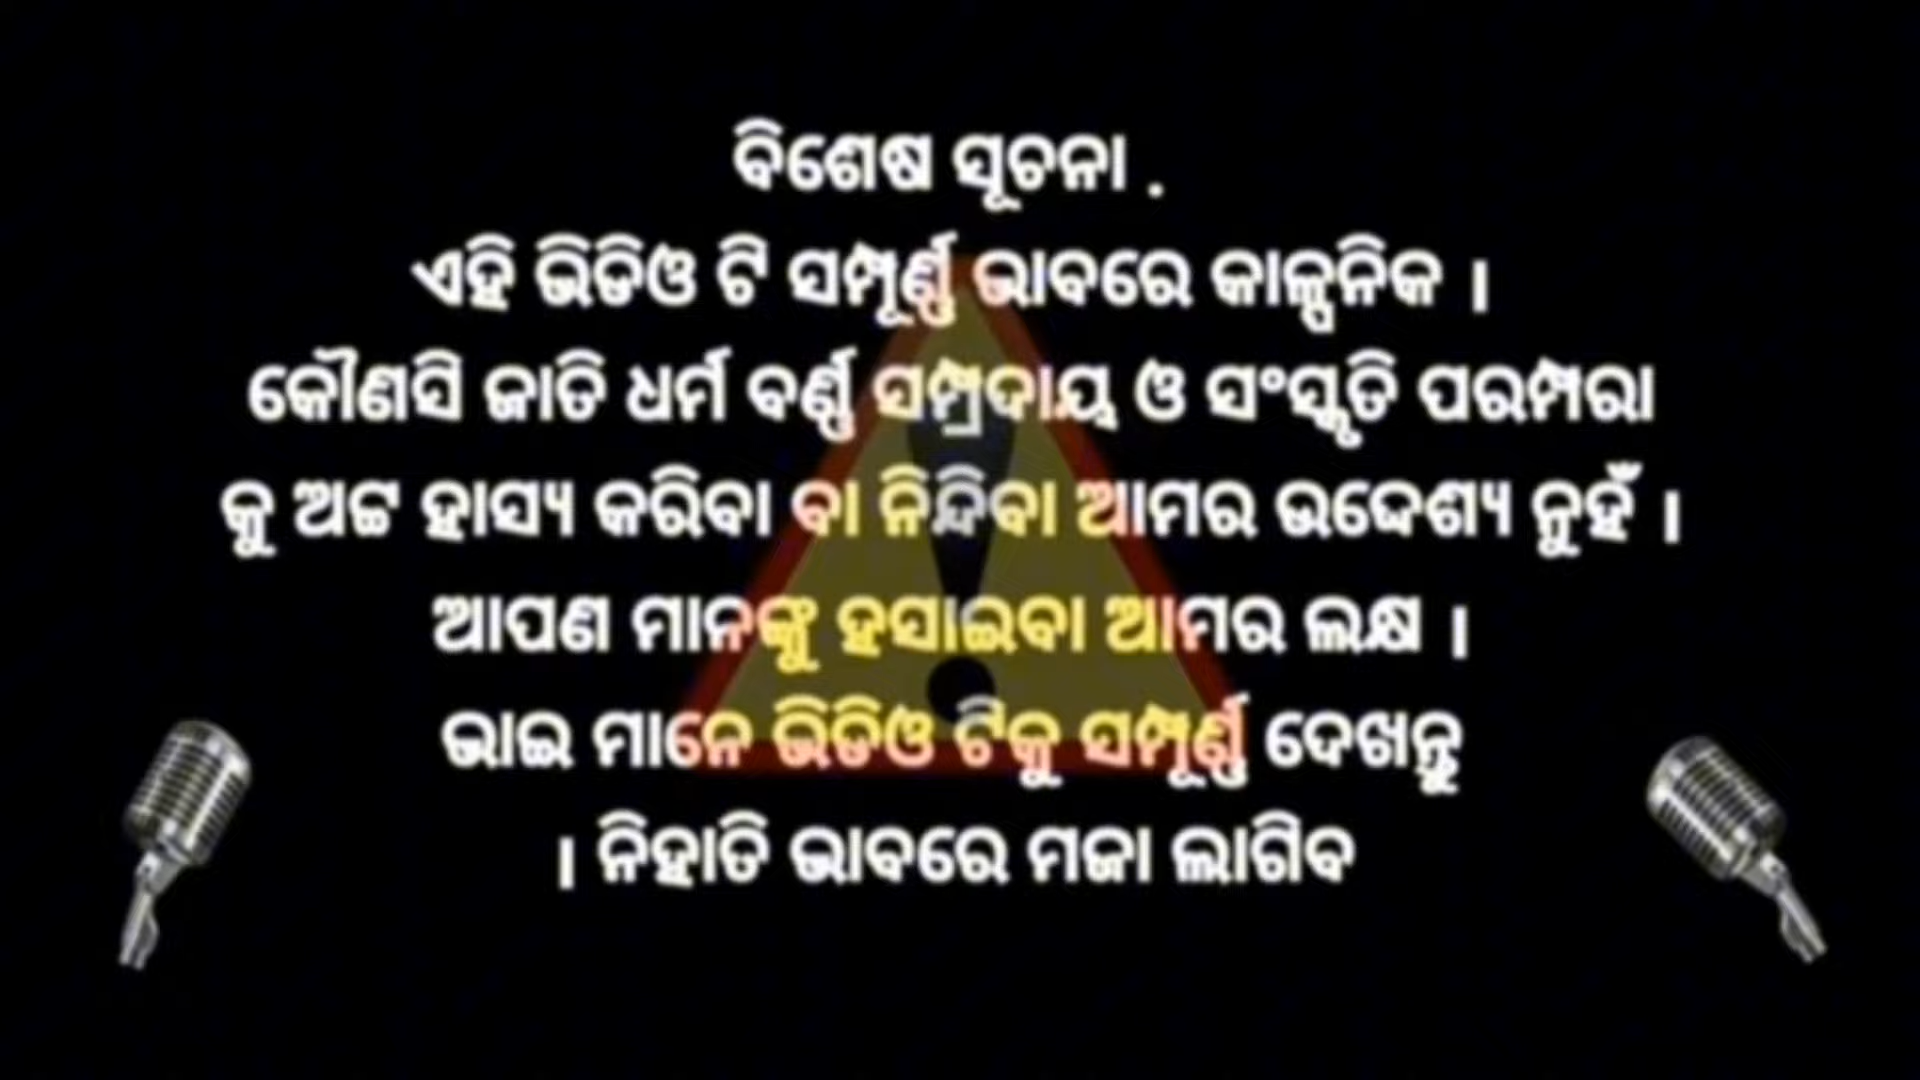 ବିଶେଷ ସୂଚନା .
ଏହି ଭିଡିଓ ଟି ସମ୍ପୂର୍ଣ୍ଣ ଭାବରେ କାଳ୍ପନିକ ।
କୌଣସି ଜାତି ଧର୍ମ ବର୍ଣ୍ଣ ସମ୍ପ୍ରଦାୟ ଓ ସଂସ୍କୃତି ପରମ୍ପରା
କୁ ଅଟ୍ଟ ହାସ୍ୟ କରିବା ବା ନିନ୍ଦିବା ଆମର ଉଦ୍ଦେଶ୍ୟ ନୁହଁ ।
ଆପଣ ମାନଙ୍କୁ ହସାଇବା ଆମର ଲକ୍ଷ ।
ଭାଇ ମାନେ ଭିଡିଓ ଟିକୁ ସମ୍ପୂର୍ଣ୍ଣ ଦେଖନ୍ତୁ
। ନିହାତି ଭାବରେ ମଜା ଲାଗିବ